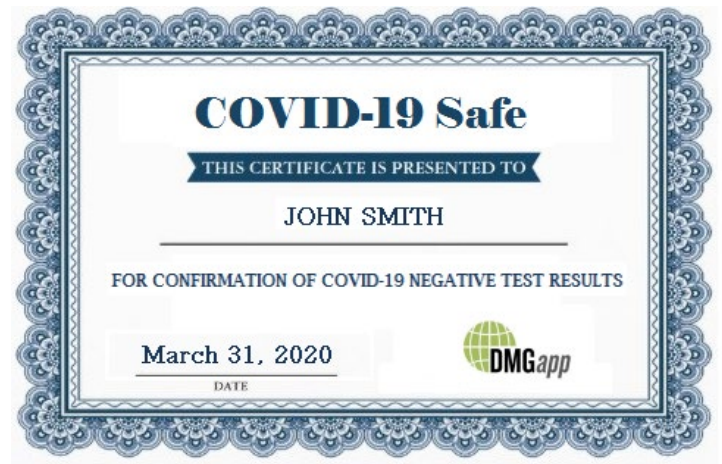 COVID-19 Safe
THIS CERTIFICATE IS PRESENTED TO
JOHN SMITH
FOR CONFIRMATION OF COVID-19 NEGATIVE TEST RESULTS
March 31, 2020
DATE
DMGapp